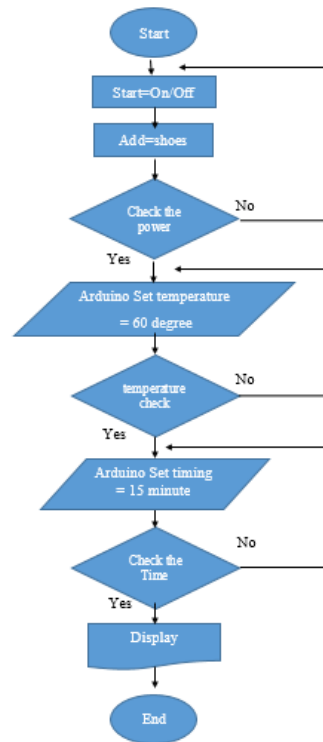 Start
Start=On/Off
Add=shoes
Check the
power
No
Yes
Arduino Set temperature
= 60 degree
temperature
check
No
Yes
Arduino Set timing
= 15 minute
Check the
Time
No
Yes
Display
End